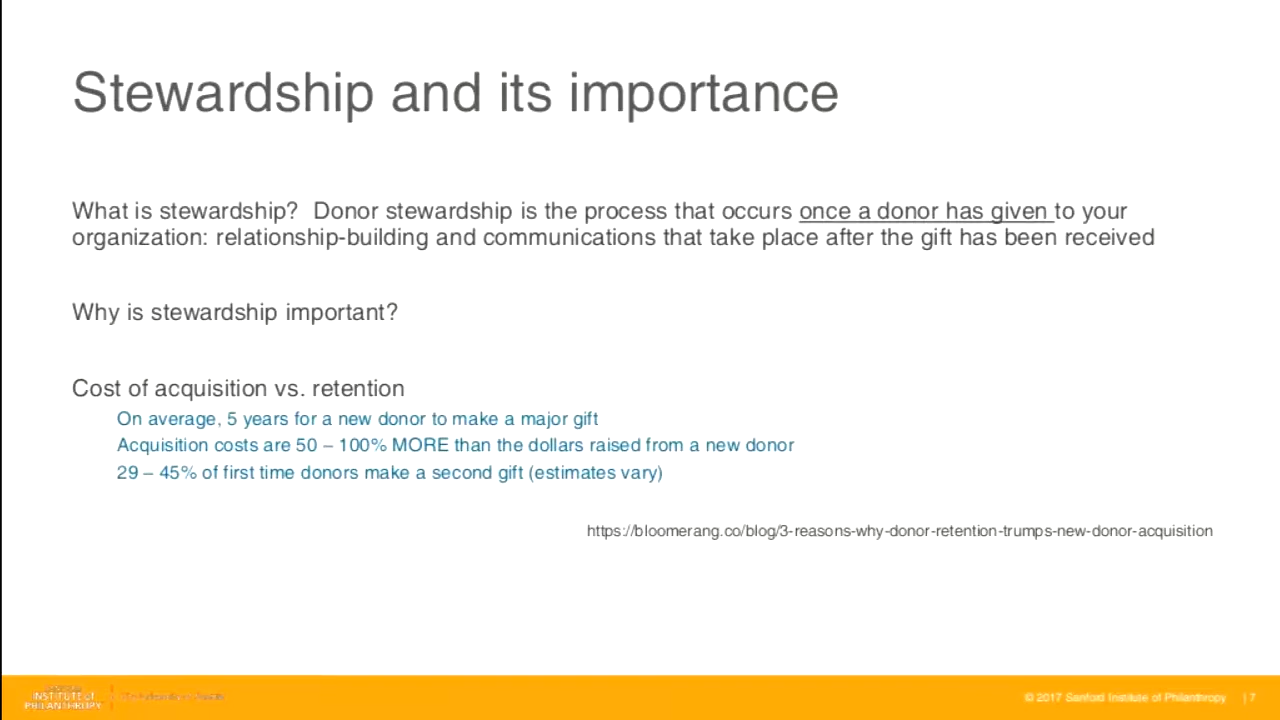 Stewardship and its importance
What is stewardship? Donor stewardship is the process that occurs once a donor has given to your
organization: relationship-building and communications that take place after the gift has been received
Why is stewardship important?
Cost of acquisition vs. retention
On average, 5 years for a new donor to make a major gift
Acquisition costs are 50 – 100% MORE than the dollars raised from a new donor
29 – 45% of first time donors make a second gift (estimates vary)
https://bloomerang.co/blog/3-reasons-why-donor-retention-trumps-new-donor-acquisition
INSTITUTE of
PHILANTHROPY
© 2017 Sanford Institute of Philanthropy | 7